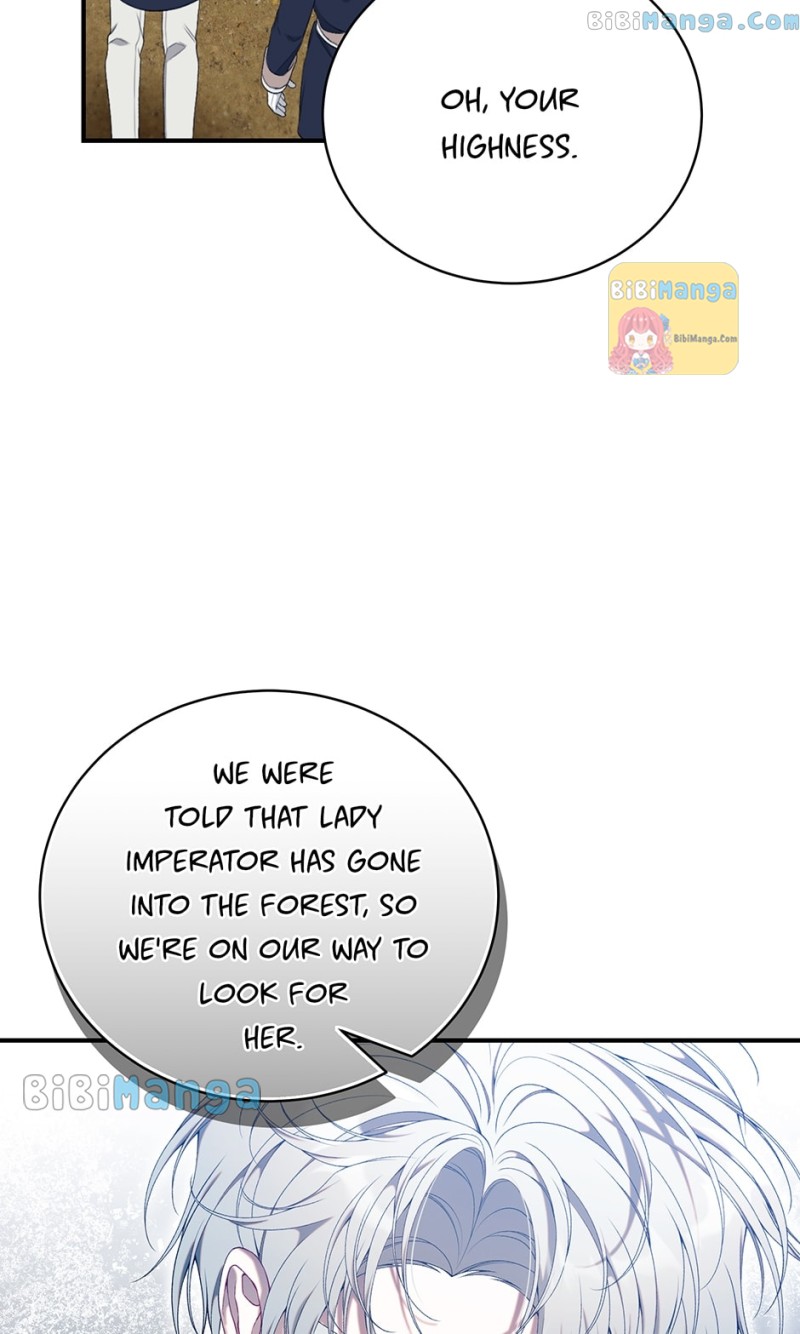 BiBiManga.Com
OH, YOUR
HIGHNESS.
BiBiManga
BibiManga.Com
WE WERE
TOLD THAT LADY
IMPERATOR HAS GONE
INTO THE FOREST, SO
WE'RE ON OUR WAY TO
LOOK FOR
HER.
BiBiManga